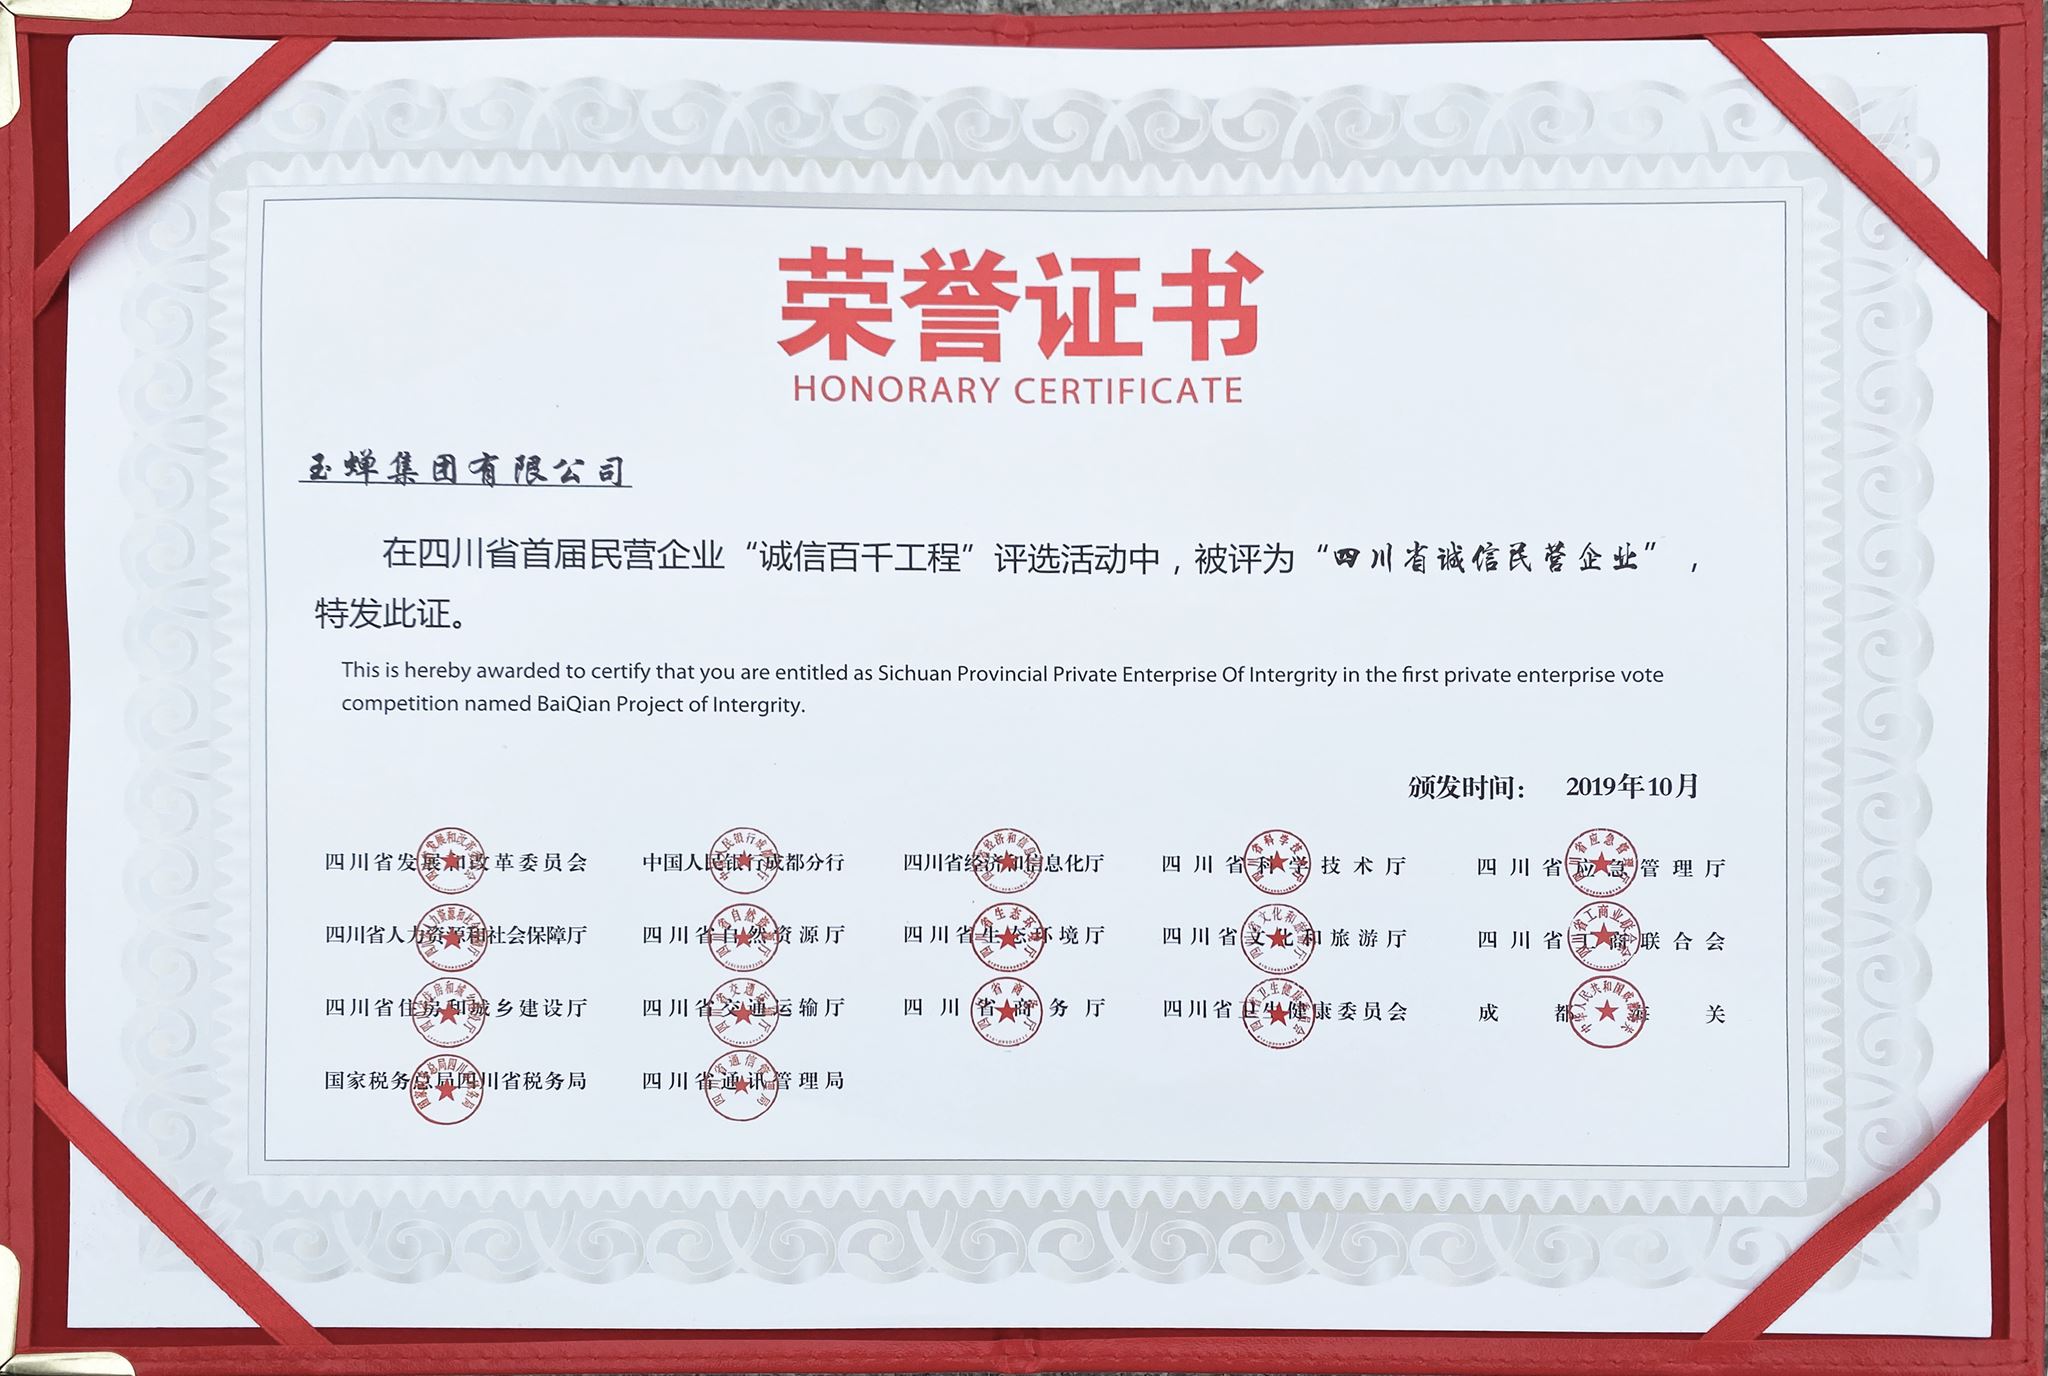 荣誉证书
HONORARY CERTIFICATE
玉蝉集团有限公司
在四川省首届民营企业“诚信百千工程”评选活动中，被评为“四川省诚信民营企业”，
特发此证。
This is hereby awarded to certify that you are entitled as Sichuan Provincial Private Enterprise Of Intergrity in the first private enterprise vote
competition named BaiQian Project of Intergrity.
颁发时间： 2019年10月
四川省发展和改革委员会 中国人民银行成都分行 四川省经济和信息化厅 四川省科学技术厅 四川省应急管理厅
四川省人力资源和社会保障厅 四川省自然资源厅 四川省生态环境厅 四川省文化和旅游厅 四川省工商联合会
四川省住房和城乡建设厅 四川省交通运输厅 四川省商务厅 四川省卫生健康委员会 成都海关
国家税务总局四川省税务局 四川省通讯管理局